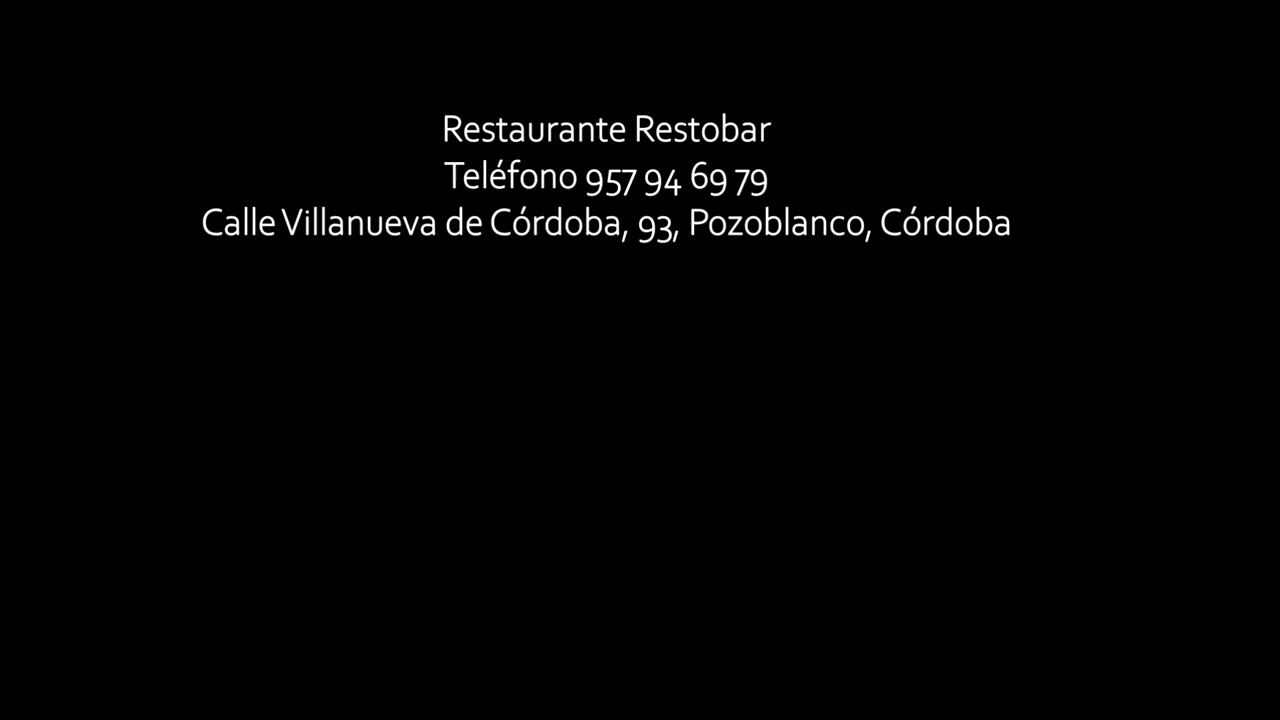 Restaurante Restobar
Teléfono 957 94 69 79
Calle Villanueva de Córdoba, 93, Pozoblanco, Córdoba